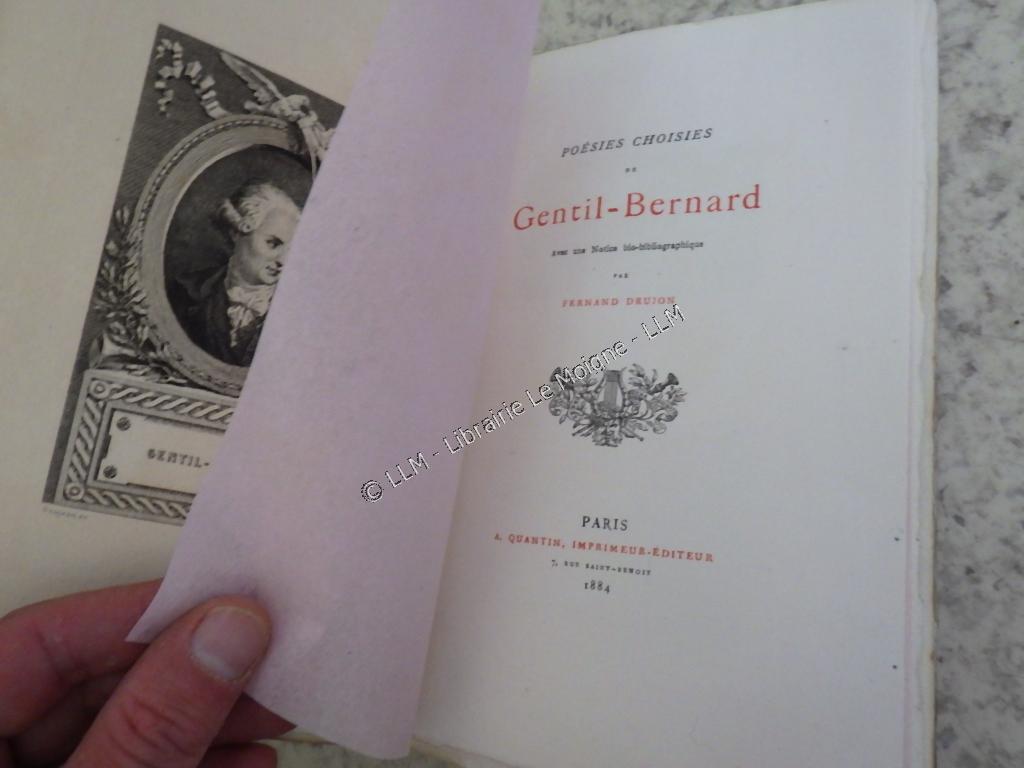 GENTIL-
POÉSIES CHOISIES
DE
Gentil-Bernard
avec une Notice bio-bibliographique
PAR
FERNAND DRUJON
© LLM - Librairie Le Moigne - LLM
PARIS
A. QUANTIN, IMPRIMEUR-ÉDITEUR
7, RUE SAINT-BENOIT
1884